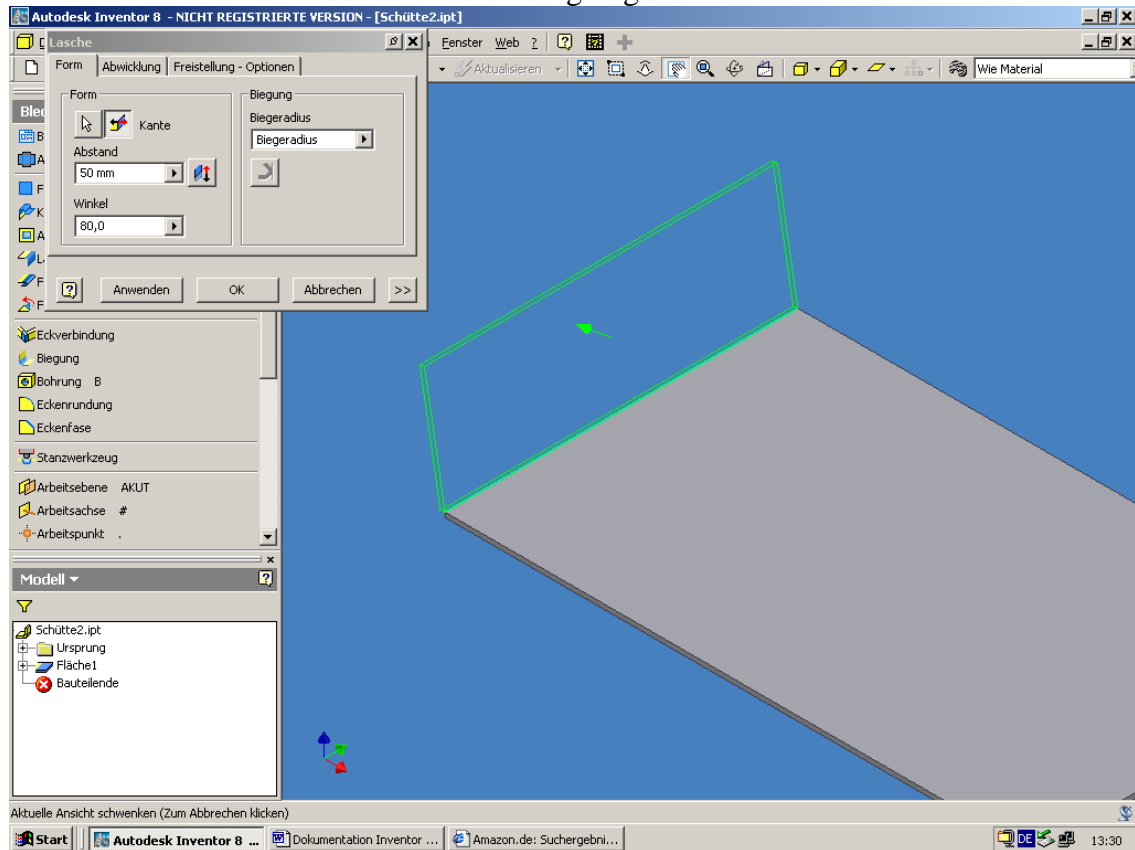 Autodesk Inventor 8 - NICHT REGISTRIERTE VERSION - [Schütte2.ipt]
Lasche
Fenster Web ?
Form Abwicklung Freistellung - Optionen
Aktualisieren
Wie Material
Form
Kante
Abstand
50 mm
Winkel
80,0
Biegung
Biegeradius
Biegeradius
Anwenden OK Abbrechen >>
Eckverbindung
Biegung
Bohrung B
Eckenrundung
Eckenfase
Stanzwerkzeug
Arbeitsebene AKUT
Arbeitsachse #
Arbeitspunkt .
Modell
Schütte2.ipt
Ursprung
Fläche1
Bauteilende
Aktuelle Ansicht schwenken (Zum Abbrechen klicken)
Start Autodesk Inventor 8 ... Dokumentation Inventor ... Amazon.de: Suchergebni... DE 13:30